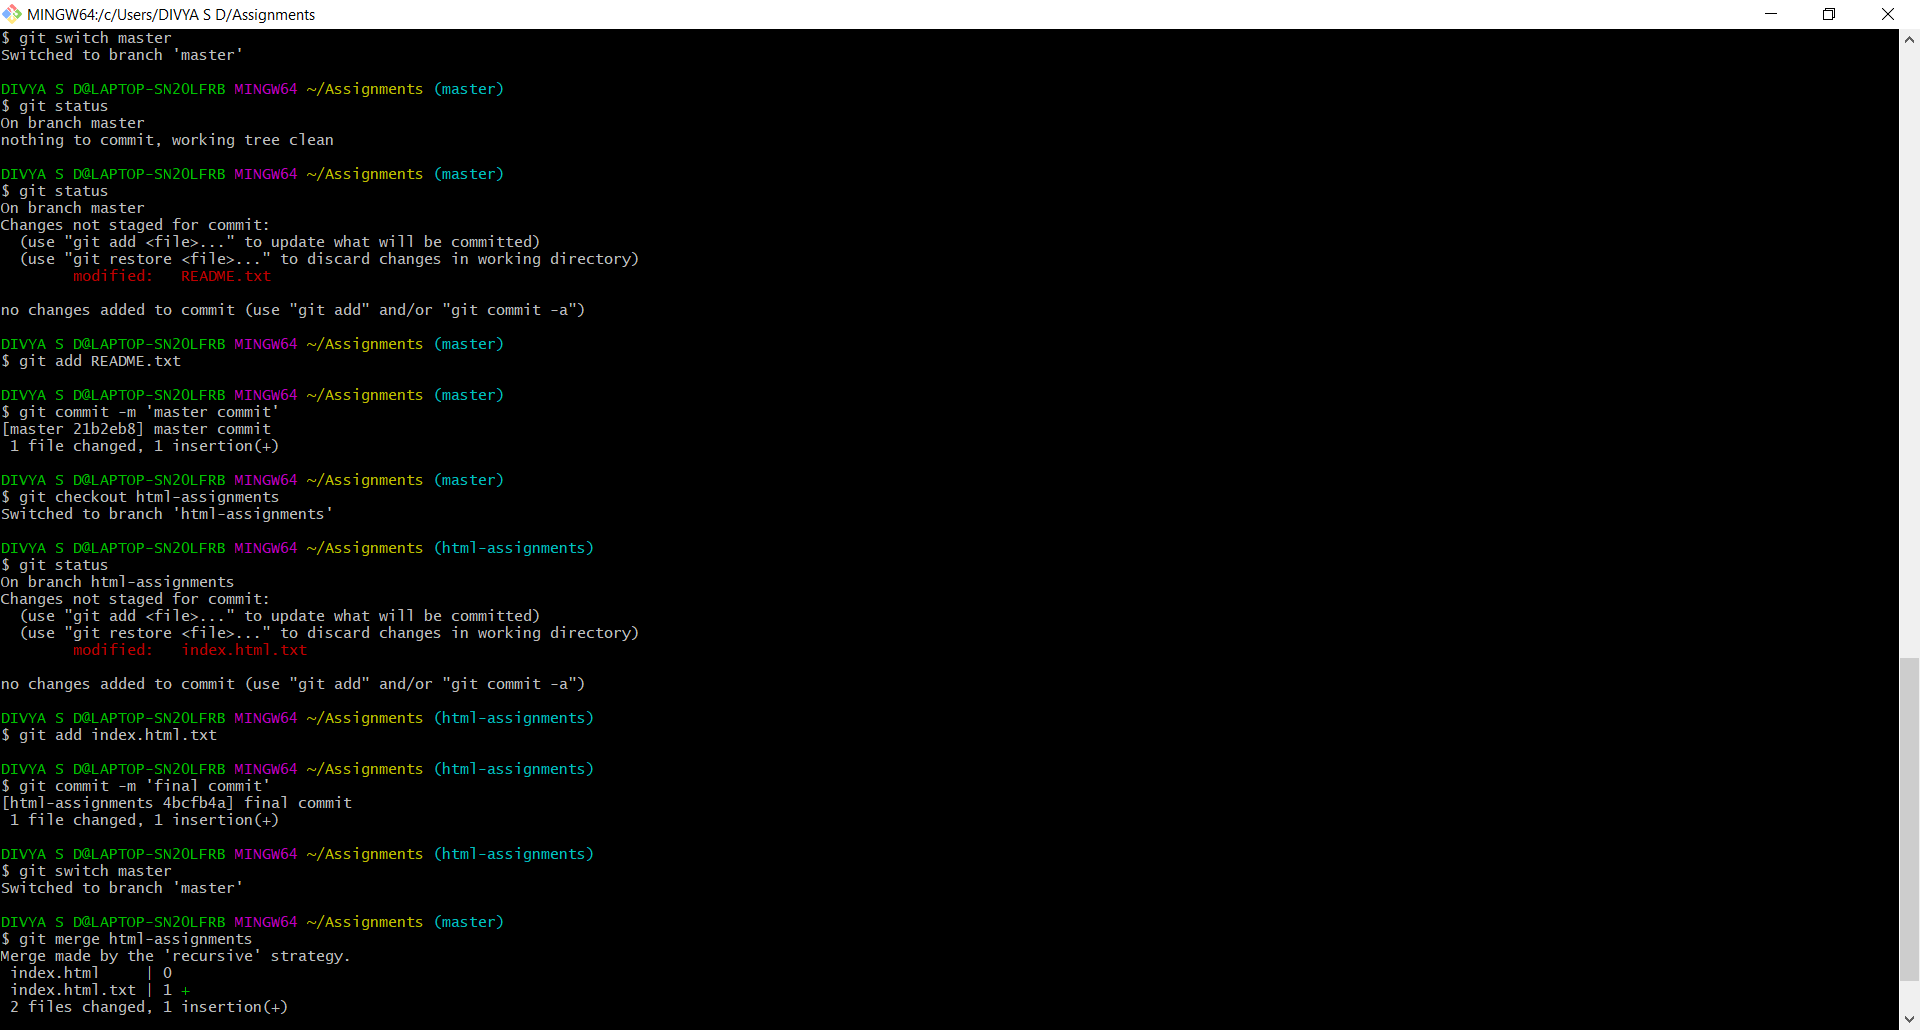 MINGW64:/c/Users/DIVYA S D/Assignments
$ git switch master
Switched to branch 'master'
DIVYA S D@LAPTOP-SN2OLFRB MINGW64 ~/Assignments (master)
$ git status
On branch master
nothing to commit, working tree clean
DIVYA S D@LAPTOP-SN2OLFRB MINGW64 ~/Assignments (master)
$ git status
On branch master
Changes not staged for commit:
  (use "git add <file>..." to update what will be committed)
  (use "git restore <file>..." to discard changes in working directory)
        modified:   README.txt
no changes added to commit (use "git add" and/or "git commit -a")
DIVYA S D@LAPTOP-SN2OLFRB MINGW64 ~/Assignments (master)
$ git add README.txt
DIVYA S D@LAPTOP-SN2OLFRB MINGW64 ~/Assignments (master)
$ git commit -m 'master commit'
[master 21b2eb8] master commit
 1 file changed, 1 insertion(+)
DIVYA S D@LAPTOP-SN2OLFRB MINGW64 ~/Assignments (master)
$ git checkout html-assignments
Switched to branch 'html-assignments'
DIVYA S D@LAPTOP-SN2OLFRB MINGW64 ~/Assignments (html-assignments)
$ git status
On branch html-assignments
Changes not staged for commit:
  (use "git add <file>..." to update what will be committed)
  (use "git restore <file>..." to discard changes in working directory)
        modified:   index.html.txt
no changes added to commit (use "git add" and/or "git commit -a")
DIVYA S D@LAPTOP-SN2OLFRB MINGW64 ~/Assignments (html-assignments)
$ git add index.html.txt
DIVYA S D@LAPTOP-SN2OLFRB MINGW64 ~/Assignments (html-assignments)
$ git commit -m 'final commit'
[html-assignments 4bcfb4a] final commit
 1 file changed, 1 insertion(+)
DIVYA S D@LAPTOP-SN2OLFRB MINGW64 ~/Assignments (html-assignments)
$ git switch master
Switched to branch 'master'
DIVYA S D@LAPTOP-SN2OLFRB MINGW64 ~/Assignments (master)
$ git merge html-assignments
Merge made by the 'recursive' strategy.
 index.html     | 0
 index.html.txt | 1 +
 2 files changed, 1 insertion(+)